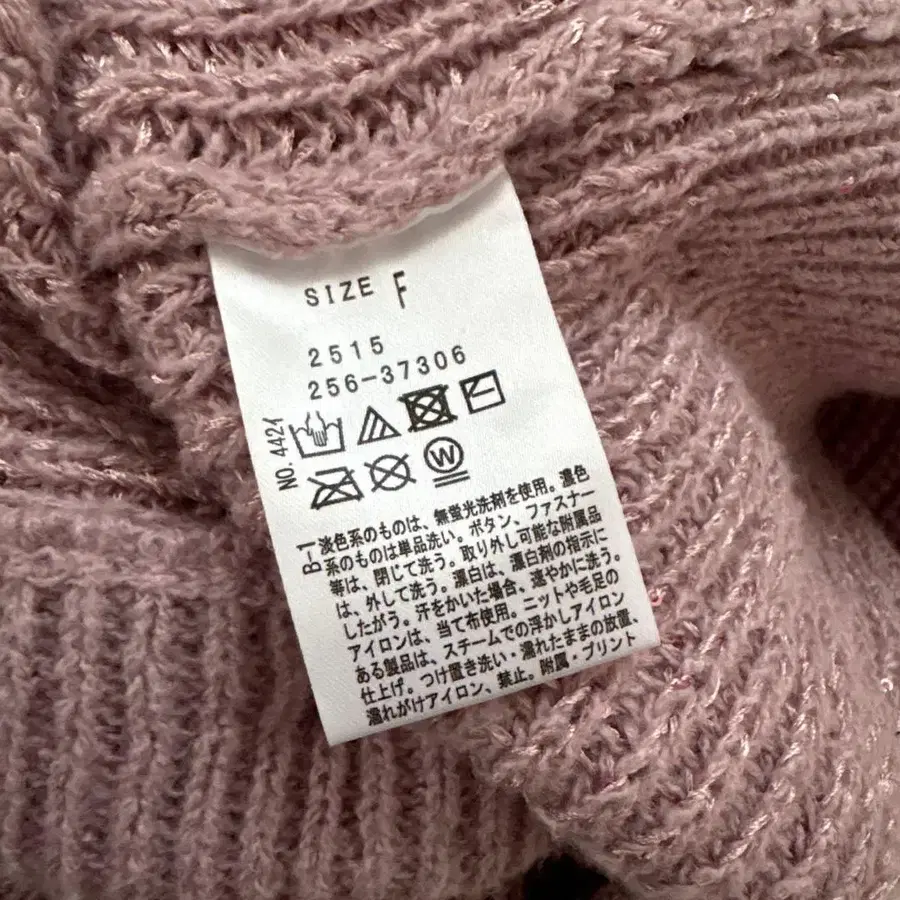 SIZE F
2515
256-37306
NO. 4424
W
B-1 淡色系のものは、無蛍光洗剤を使用。濃色
系のものは単品洗い。ボタン、ファスナー
等は、閉じて洗う。取り外し可能な附属品
は、外して洗う。漂白は、漂白剤の指示に
したがう。汗をかいた場合、速やかに洗う。
アイロンは、当て布使用。ニットや毛足の
ある製品は、スチームでの浮かしアイロン
仕上げ。つけ置き洗い・濡れたままの放置、
濡れがけアイロン、禁止。附属・プリント